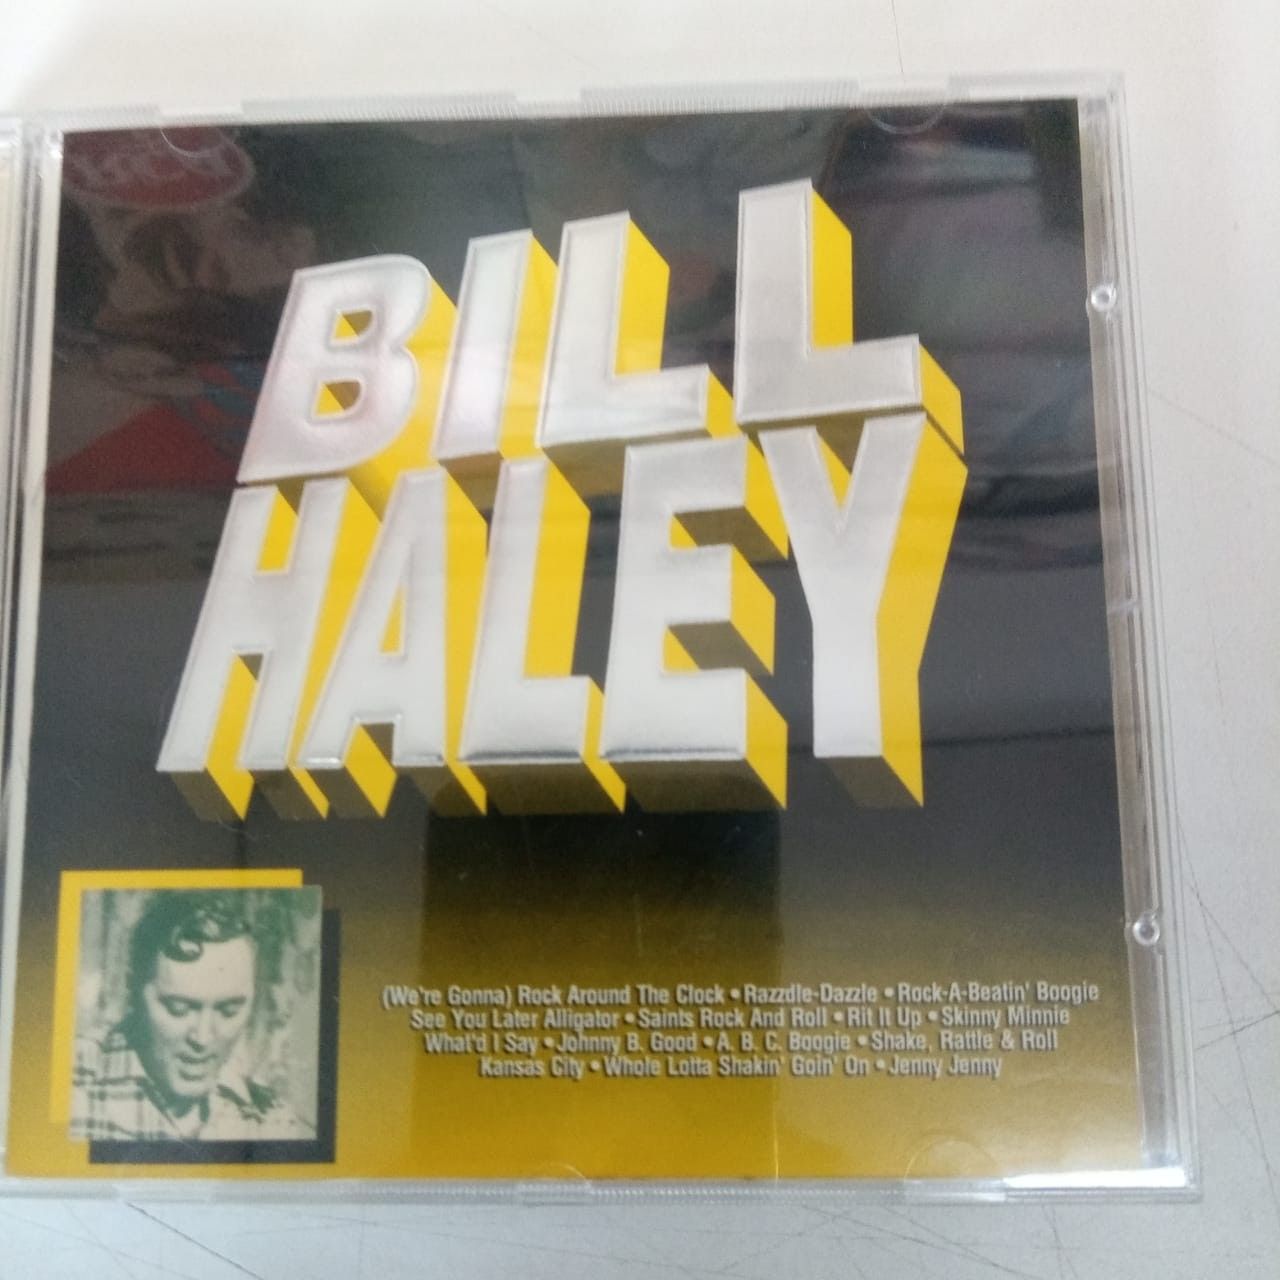 BILL
HALEY
(We're Gonna) Rock Around The Clock • Razzdle-Dazzle • Rock-A-Beatin' Boogie
See You Later Alligator • Saints Rock And Roll • Rit It Up • Skinny Minnie
What'd I Say • Johnny B. Good • A. B. C. Boogie • Shake, Rattle & Roll
Kansas City • Whole Lotta Shakin' Goin' On • Jenny Jenny